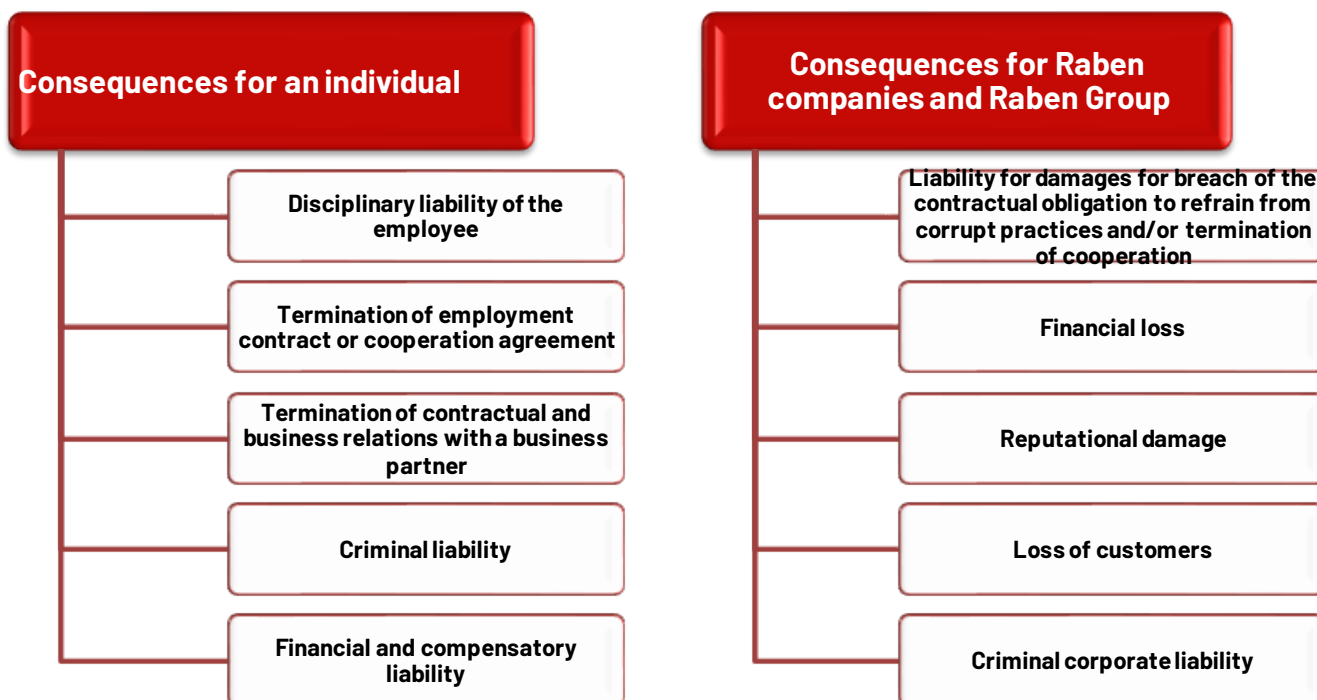 Consequences for an individual
Disciplinary liability of the
employee
Termination of employment
contract or cooperation agreement
Termination of contractual and
business relations with a business
partner
Criminal liability
Financial and compensatory
liability
Consequences for Raben
companies and Raben Group
Liability for damages for breach of the
contractual obligation to refrain from
corrupt practices and/or termination
of cooperation
Financial loss
Reputational damage
Loss of customers
Criminal corporate liability